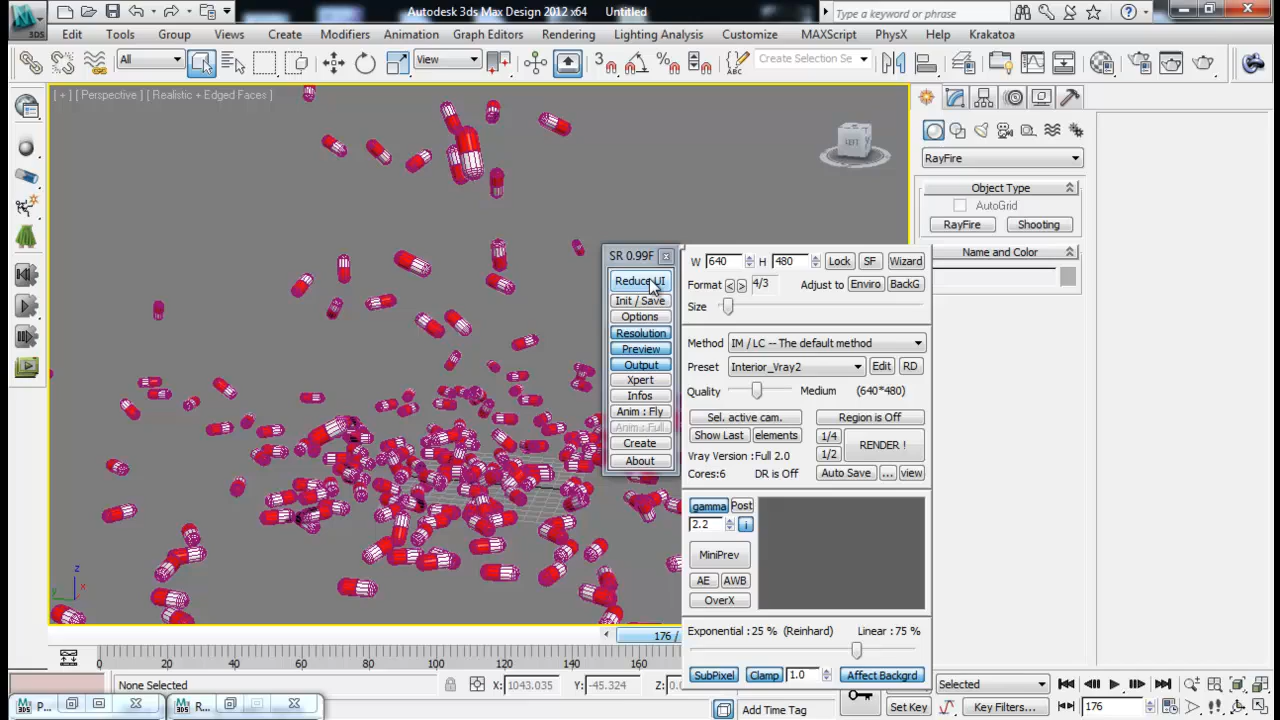 Autodesk 3ds Max Design 2012 x64 Untitled
Type a keyword or phrase
3DS
Edit Tools Group Views Create Modifiers Animation Graph Editors Rendering Lighting Analysis Customize MAXScript PhysX Help Krakatoa
All View 3 Create Selection Se
[ + ] [ Perspective ] [ Realistic + Edged Faces ]
LEFT
RayFire
Object Type
AutoGrid
RayFire Shooting
Name and Color
SR 0.99F
Reduce UI
Init / Save
Options
Resolution
Preview
Output
Xpert
Infos
Anim : Fly
Anim : Full
Create
About
W 640 H 480 Lock SF Wizard
Format < > 4/3 Adjust to Enviro BackG
Size
Method IM / LC -- The default method
Preset Interior_Vray2 Edit RD
Quality Medium (640*480)
Sel. active cam. Region is Off
Show Last elements 1/4 RENDER !
1/2
Vray Version : Full 2.0
Cores:6 DR is Off Auto Save ... view
gamma Post
2.2 i
MiniPrev
AE AWB
OverX
Exponential : 25 % (Reinhard) Linear : 75 %
SubPixel Clamp 1.0 Affect Backgrd
z
x
y
< 176 /
0 20 40 60 80 100 120 140 160
None Selected X: 1043.035 Y: -45.324 Z: 0.
Add Time Tag
Selected
Set Key Key Filters... 176
P... R...